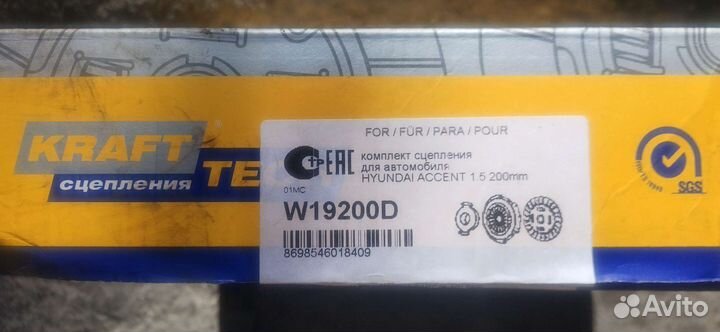 KRAFT
TE
сцепления
FOR / FÜR / PARA / POUR
EAC
комплект сцепления
для автомобиля
HYUNDAI ACCENT 1.5 200mm
01MC
W19200D
8698546018409
SGS
Avito